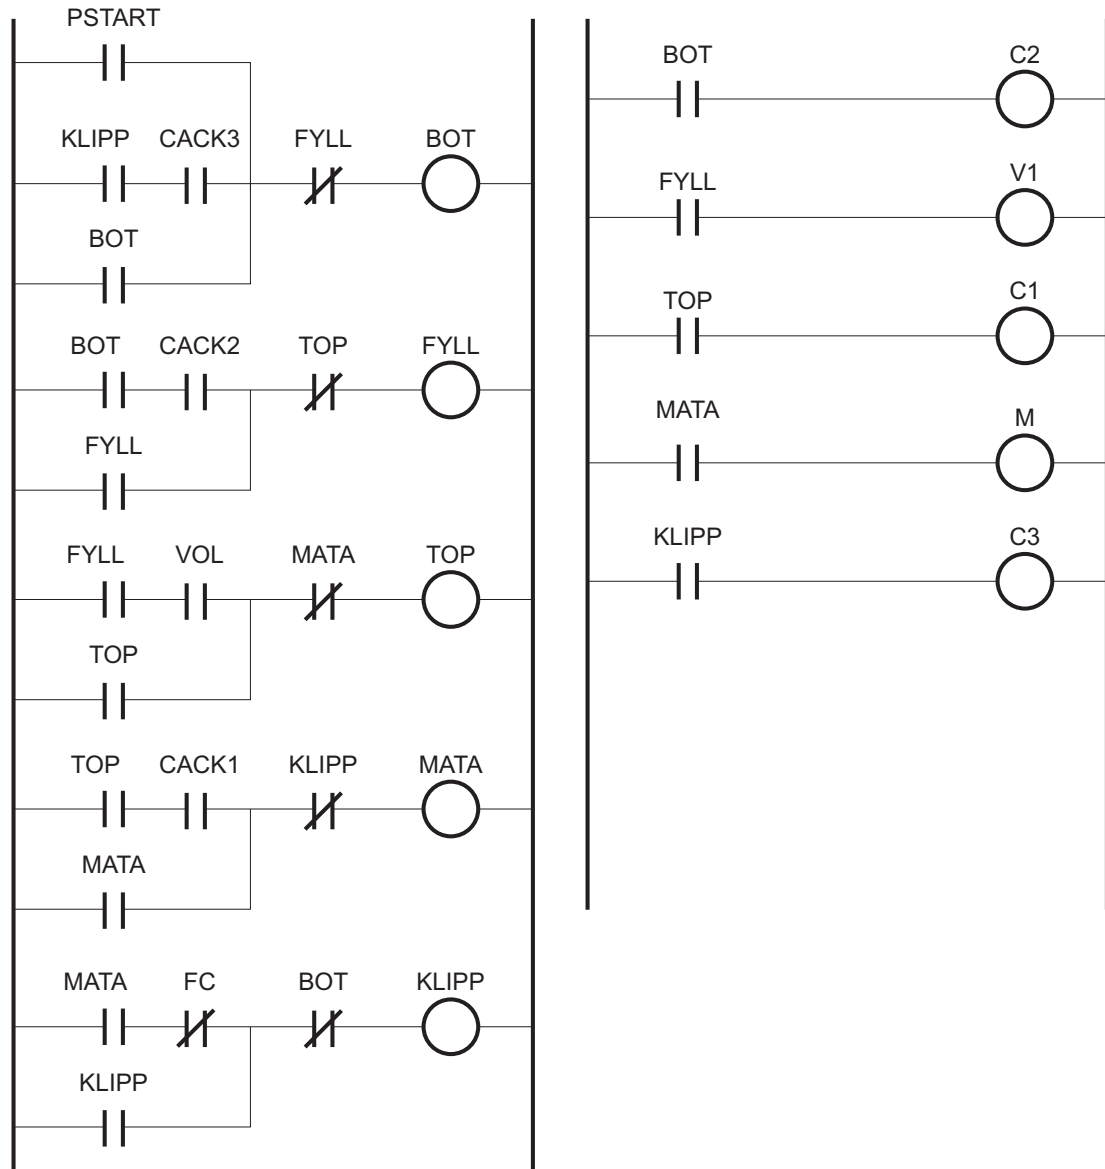 PSTART
KLIPP CACK3 FYLL BOT
BOT
BOT CACK2 TOP FYLL
FYLL
FYLL VOL MATA TOP
TOP
TOP CACK1 KLIPP MATA
MATA
MATA FC BOT KLIPP
KLIPP
BOT C2
FYLL V1
TOP C1
MATA M
KLIPP C3